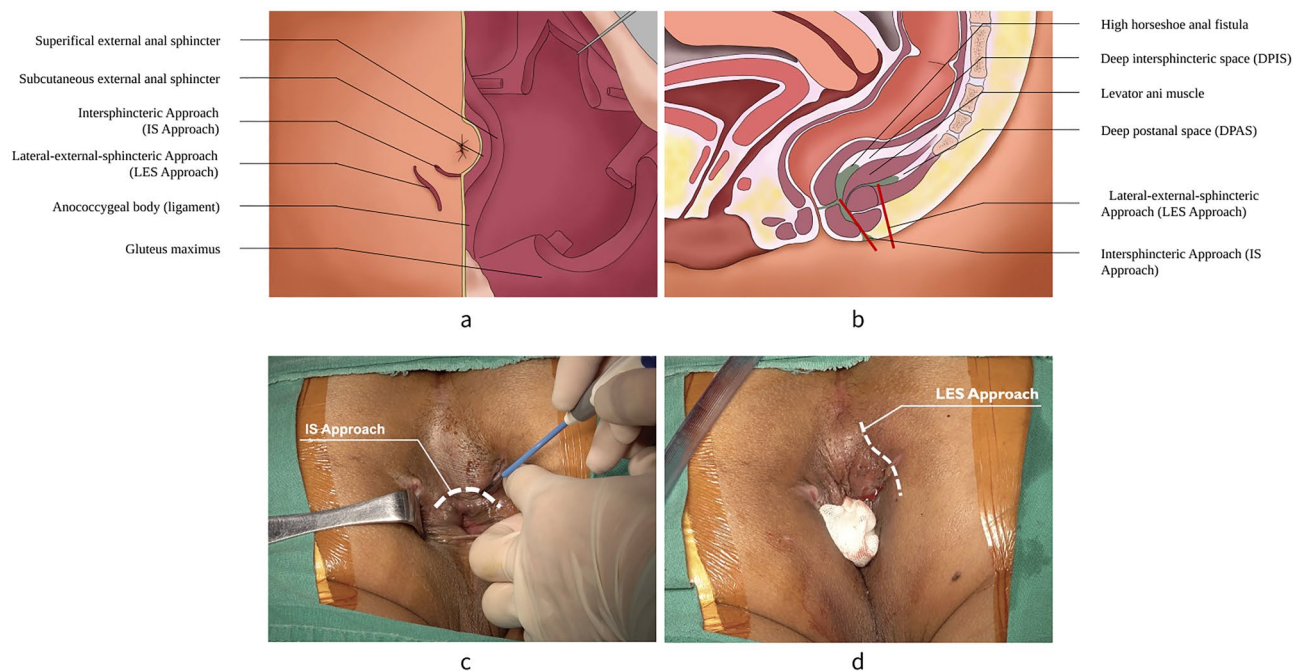 Superifical external anal sphincter
Subcutaneous external anal sphincter
Intersphincteric Approach
(IS Approach)
Lateral-external-sphincteric Approach
(LES Approach)
Anococcygeal body (ligament)
Gluteus maximus
a
High horseshoe anal fistula
Deep intersphincteric space (DPIS)
Levator ani muscle
Deep postanal space (DPAS)
Lateral-external-sphincteric
Approach (LES Approach)
Intersphincteric Approach (IS
Approach)
b
IS Approach
c
LES Approach
d